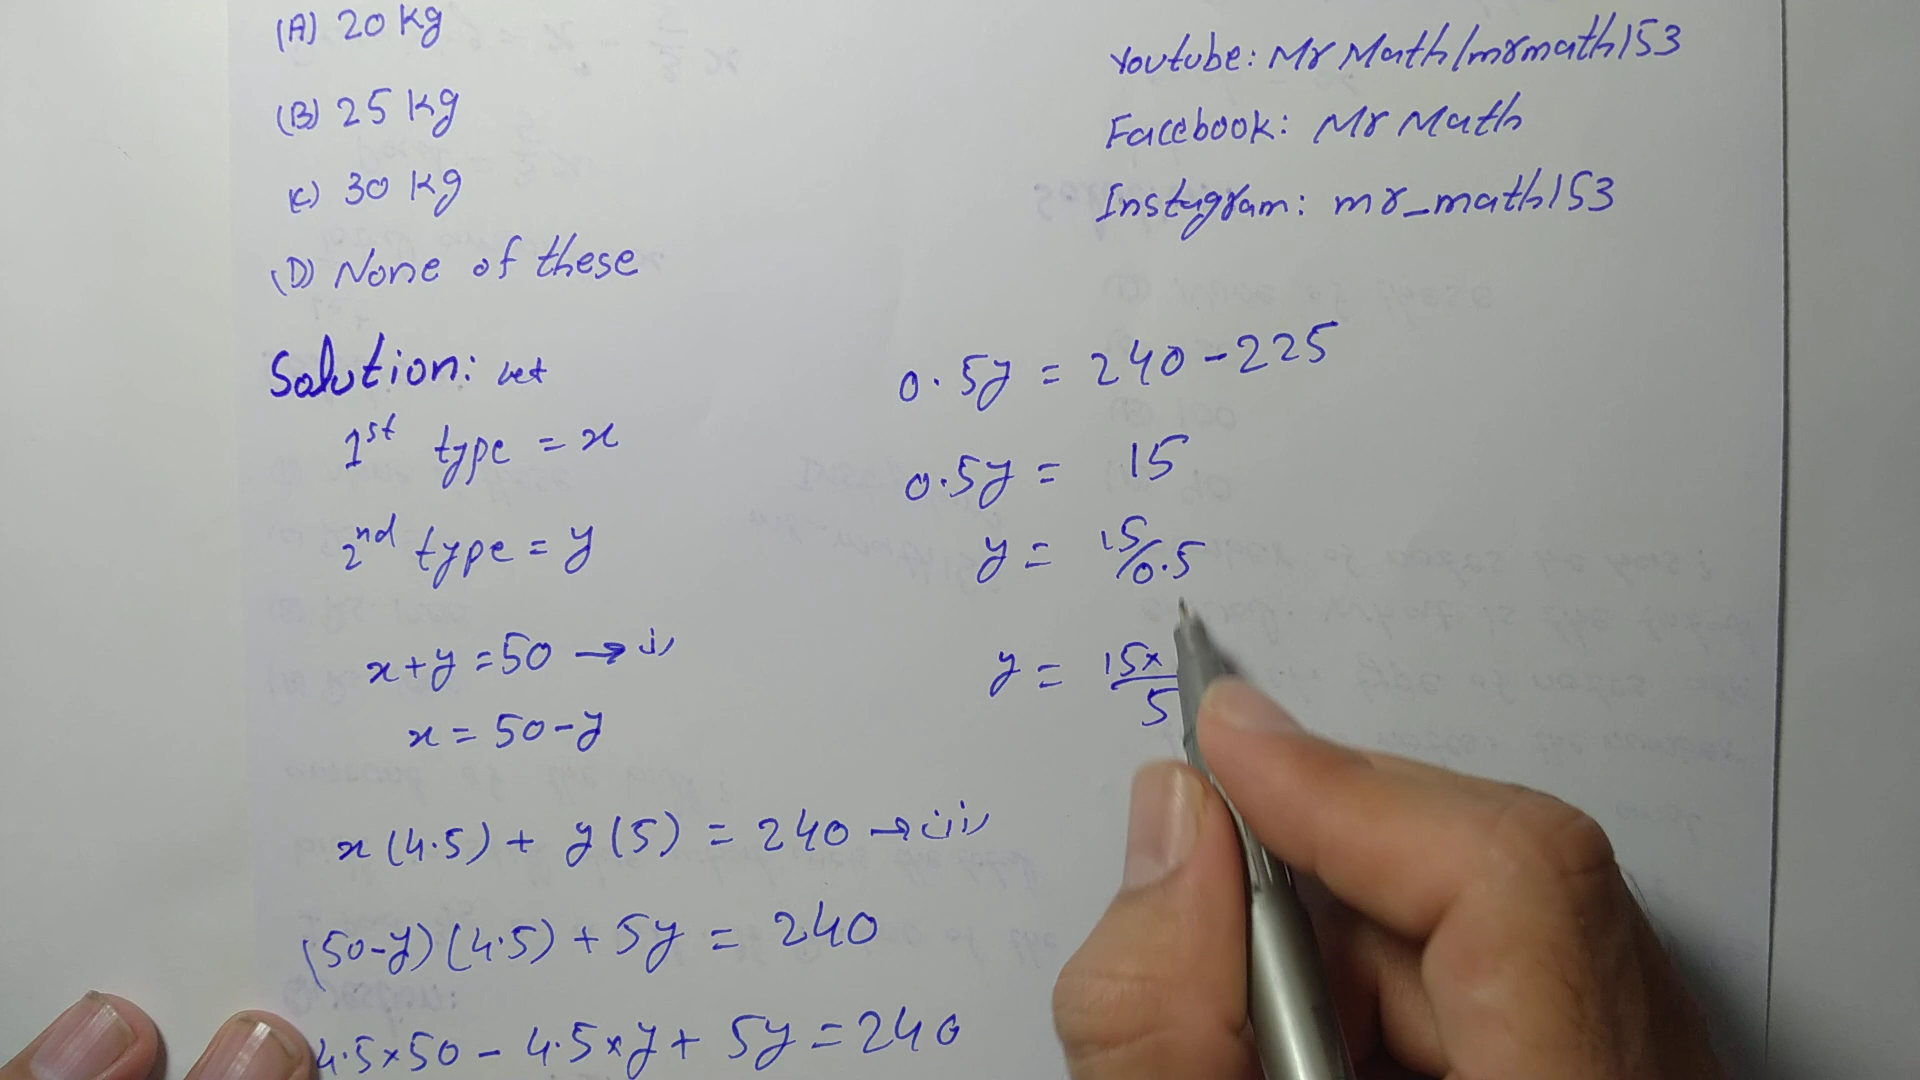 (A) 20 kg
(B) 25 kg
(C) 30 kg
(D) None of these
Youtube: Mr Math/mrmath153
Facebook: Mr Math
Instagram: mr_math153
Solution: Let
1st type = x
2nd type = y
x+y=50 →i)
x = 50-y
x(4.5) + y(5) = 240 →ii)
(50-y)(4.5) + 5y = 240
4.5×50 - 4.5×y + 5y = 240
0.5y = 240-225
0.5y = 15
y = 15/0.5
y = 15×/5